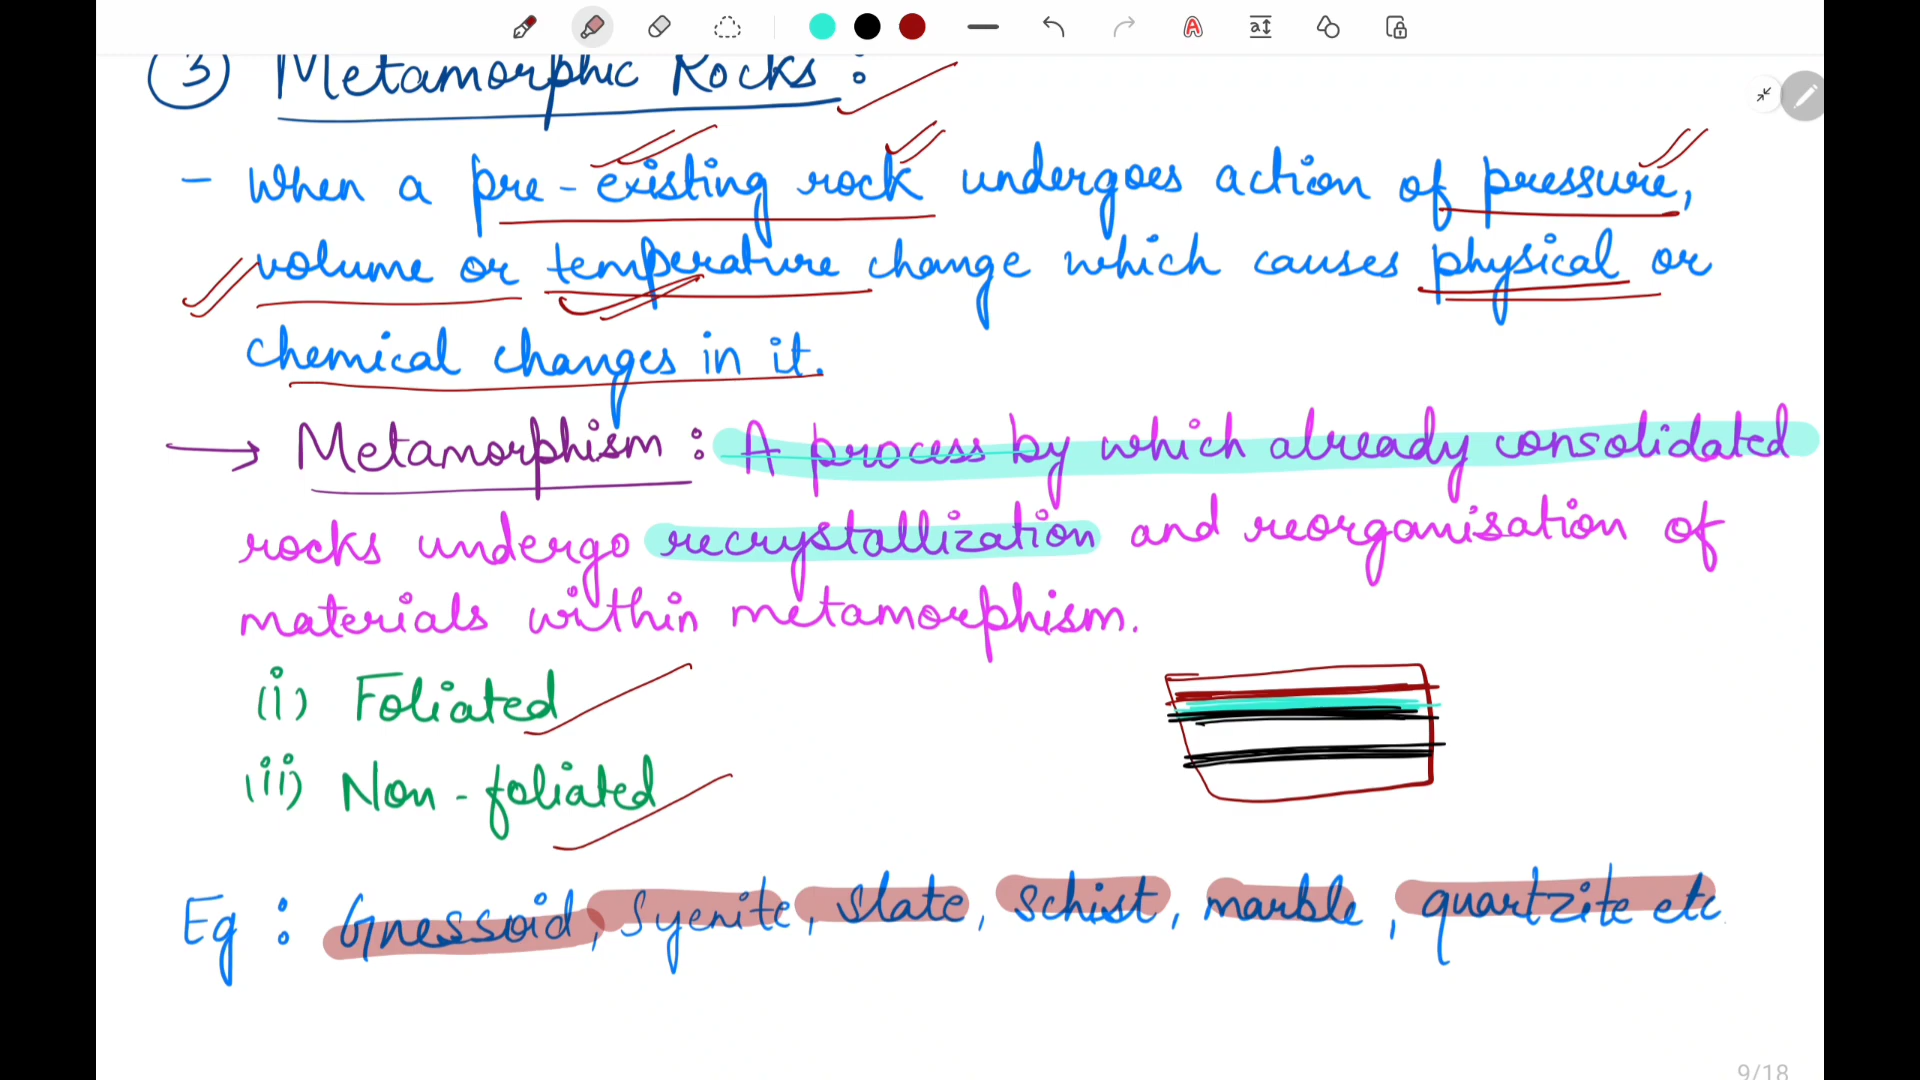 ③ Metamorphic Rocks :
- When a pre-existing rock undergoes action of pressure,
volume or temperature change which causes physical or
chemical changes in it.
→ Metamorphism : A process by which already consolidated
rocks undergo recrystallization and reorganisation of
materials within metamorphism.
(i) Foliated
(ii) Non-foliated
Eg : Gnessoid, Syenite, slate, schist, marble, quartzite etc.
9/18